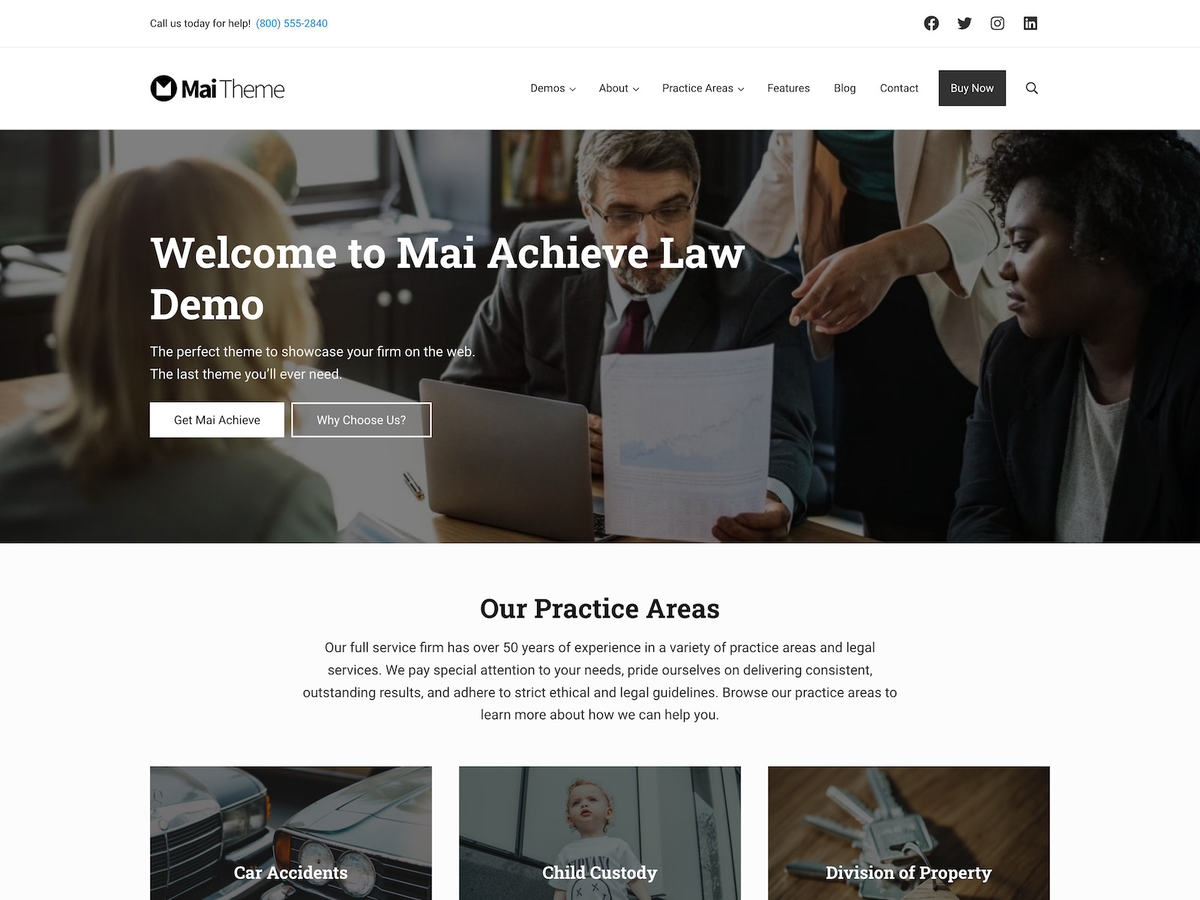 Call us today for help! (800) 555-2840
Mai Theme
Demos About Practice Areas Features Blog Contact Buy Now
Welcome to Mai Achieve Law
Demo
The perfect theme to showcase your firm on the web.
The last theme you’ll ever need.
Get Mai Achieve Why Choose Us?
Our Practice Areas
Our full service firm has over 50 years of experience in a variety of practice areas and legal
services. We pay special attention to your needs, pride ourselves on delivering consistent,
outstanding results, and adhere to strict ethical and legal guidelines. Browse our practice areas to
learn more about how we can help you.
Car Accidents Child Custody Division of Property